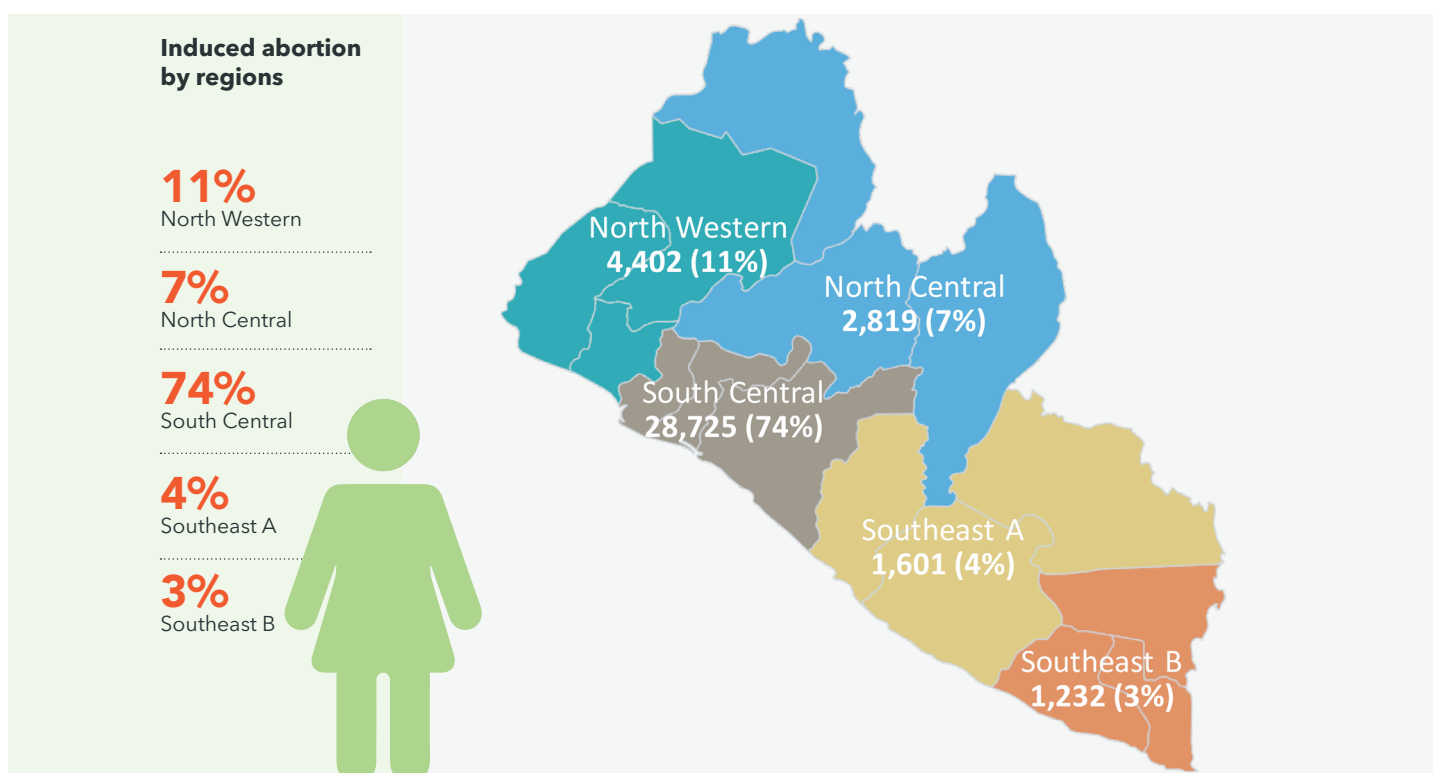 Induced abortion
by regions
11%
North Western
7%
North Central
74%
South Central
4%
Southeast A
3%
Southeast B
North Western
4,402 (11%)
North Central
2,819 (7%)
South Central
28,725 (74%)
Southeast A
1,601 (4%)
Southeast B
1,232 (3%)